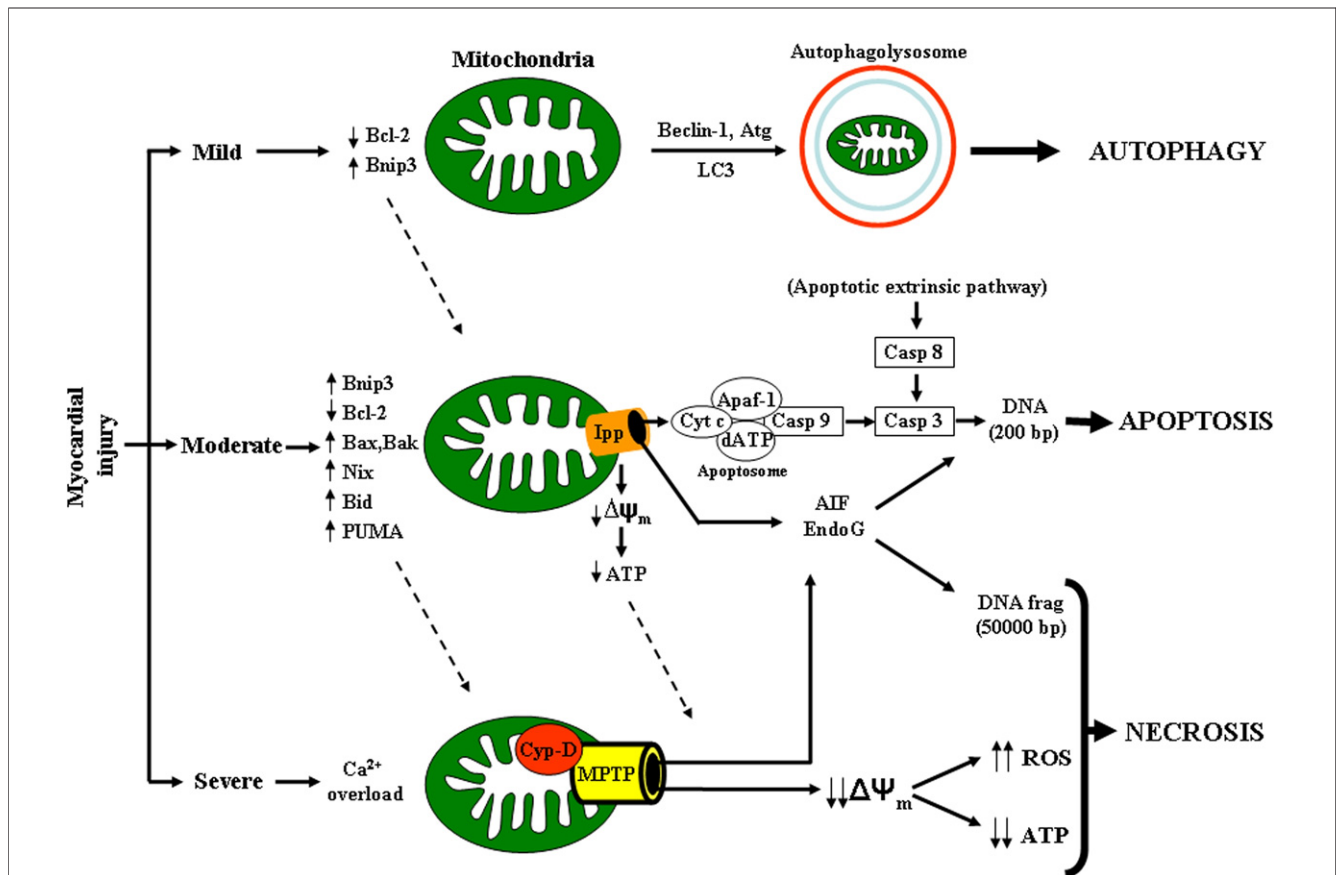 Mitochondria
Autophagolysosome
↓ Bcl-2
↑ Bnip3
Mild
Beclin-1, Atg
LC3
AUTOPHAGY
(Apoptotic extrinsic pathway)
Casp 8
Myocardial
injury
Moderate
↑ Bnip3
↓ Bcl-2
↑ Bax,Bak
↑ Nix
↑ Bid
↑ PUMA
Ipp
Cyt c
Apaf-1
dATP
Casp 9
Apoptosome
Casp 3
DNA
(200 bp)
APOPTOSIS
↓ΔΨm
↓ ATP
AIF
EndoG
DNA frag
(50000 bp)
Severe
Ca²⁺
overload
Cyp-D
MPTP
↓↓ΔΨm
↑↑ ROS
↓↓ ATP
NECROSIS